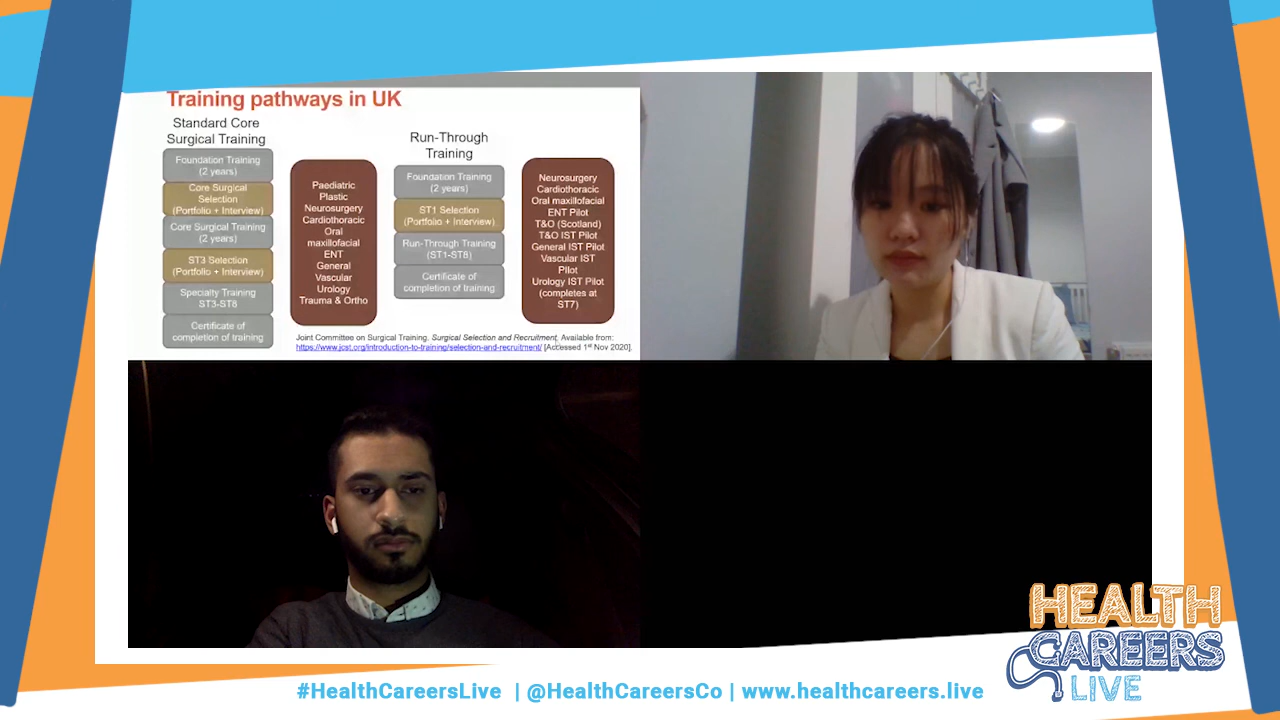 Training pathways in UK
Standard Core
Surgical Training
Foundation Training
(2 years)
Core Surgical
Selection
(Portfolio + Interview)
Core Surgical Training
(2 years)
ST3 Selection
(Portfolio + Interview)
Specialty Training
ST3-ST8
Certificate of
completion of training
Paediatric
Plastic
Neurosurgery
Cardiothoracic
Oral
maxillofacial
ENT
General
Vascular
Urology
Trauma & Ortho
Run-Through
Training
Foundation Training
(2 years)
ST1 Selection
(Portfolio + Interview)
Run-Through Training
(ST1-ST8)
Certificate of
completion of training
Neurosurgery
Cardiothoracic
Oral maxillofacial
ENT Pilot
T&O (Scotland)
T&O IST Pilot
General IST Pilot
Vascular IST
Pilot
Urology IST Pilot
(completes at
ST7)
Joint Committee on Surgical Training. Surgical Selection and Recruitment. Available from:
https://www.jcst.org/introduction-to-training/selection-and-recruitment/ [Accessed 1st Nov 2020].
HEALTH
CAREERS
LIVE
#HealthCareersLive | @HealthCareersCo | www.healthcareers.live